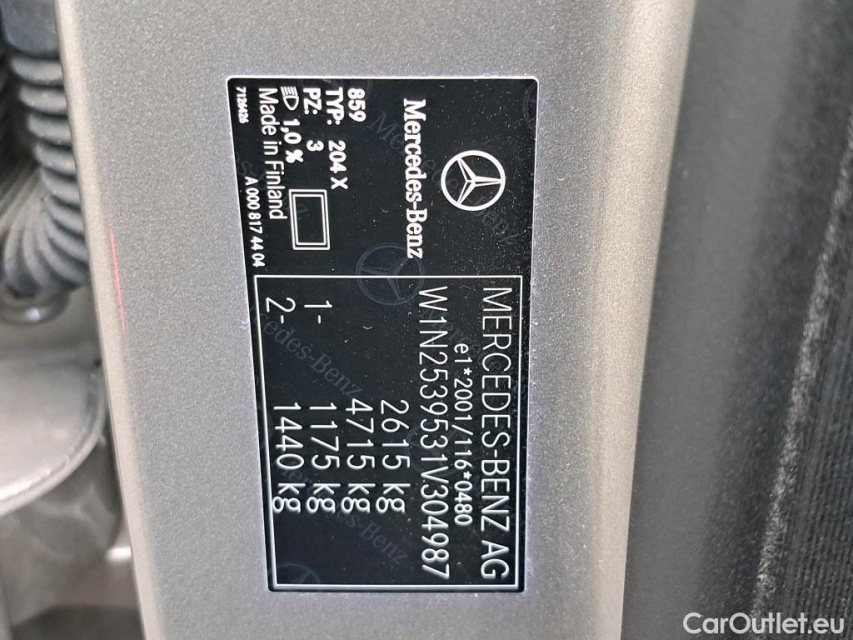 Mercedes-Benz
859
TYP: 204 X
PZ: 3
1,0 %
Made in Finland
7126426
A 000 817 44 04
MERCEDES-BENZ AG
e1*2001/116*0480
W1N2539531V304987
2615 kg
4715 kg
1- 1175 kg
2- 1440 kg
CarOutlet.eu